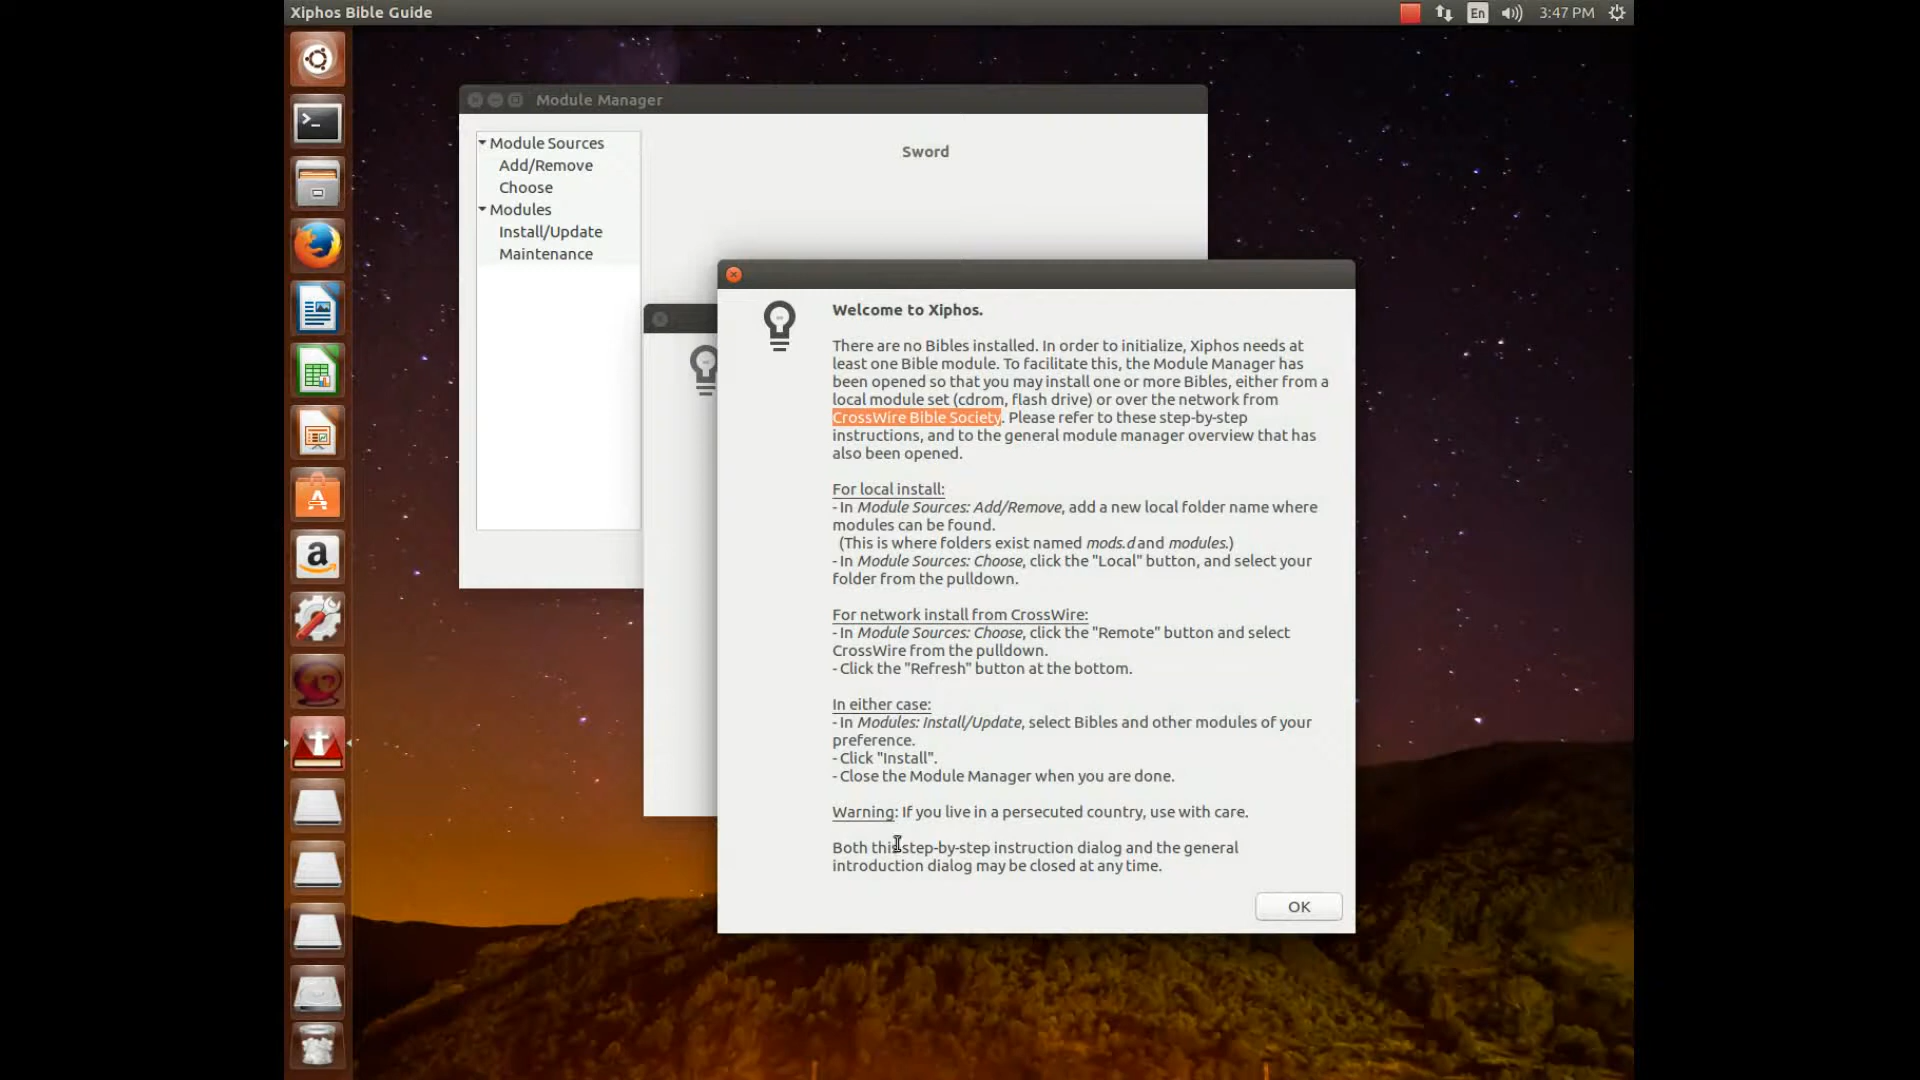 Xiphos Bible Guide
En
3:47 PM
Module Manager
Module Sources
Add/Remove
Choose
Modules
Install/Update
Maintenance
Sword
Welcome to Xiphos.
There are no Bibles installed. In order to initialize, Xiphos needs at
least one Bible module. To facilitate this, the Module Manager has
been opened so that you may install one or more Bibles, either from a
local module set (cdrom, flash drive) or over the network from
CrossWire Bible Society. Please refer to these step-by-step
instructions, and to the general module manager overview that has
also been opened.
For local install:
- In Module Sources: Add/Remove, add a new local folder name where
modules can be found.
(This is where folders exist named mods.d and modules.)
- In Module Sources: Choose, click the "Local" button, and select your
folder from the pulldown.
For network install from CrossWire:
- In Module Sources: Choose, click the "Remote" button and select
CrossWire from the pulldown.
- Click the "Refresh" button at the bottom.
In either case:
- In Modules: Install/Update, select Bibles and other modules of your
preference.
- Click "Install".
- Close the Module Manager when you are done.
Warning: If you live in a persecuted country, use with care.
Both this step-by-step instruction dialog and the general
introduction dialog may be closed at any time.
OK